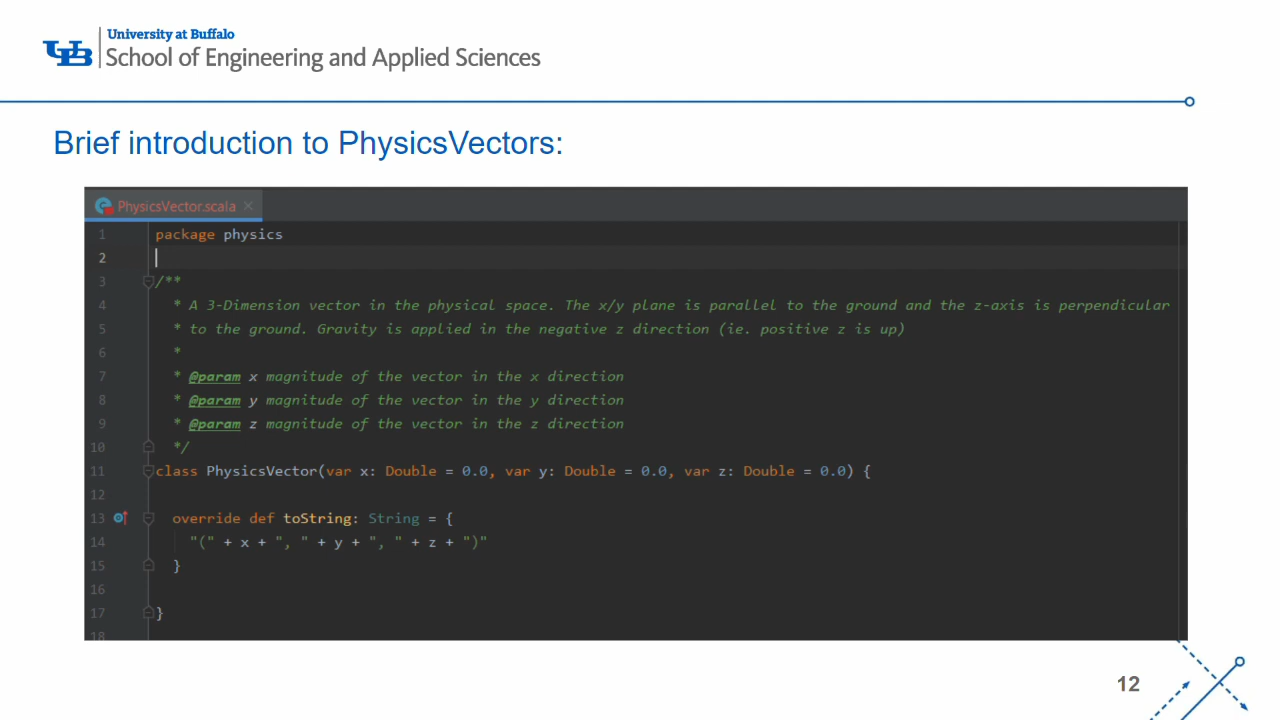 UB
University at Buffalo
School of Engineering and Applied Sciences
Brief introduction to PhysicsVectors:
PhysicsVector.scala ×
1 package physics
2
3 /**
4 * A 3-Dimension vector in the physical space. The x/y plane is parallel to the ground and the z-axis is perpendicular
5 * to the ground. Gravity is applied in the negative z direction (ie. positive z is up)
6 *
7 * @param x magnitude of the vector in the x direction
8 * @param y magnitude of the vector in the y direction
9 * @param z magnitude of the vector in the z direction
10 */
11 class PhysicsVector(var x: Double = 0.0, var y: Double = 0.0, var z: Double = 0.0) {
12
13 override def toString: String = {
14 "(" + x + ", " + y + ", " + z + ")"
15 }
16
17 }
18
12